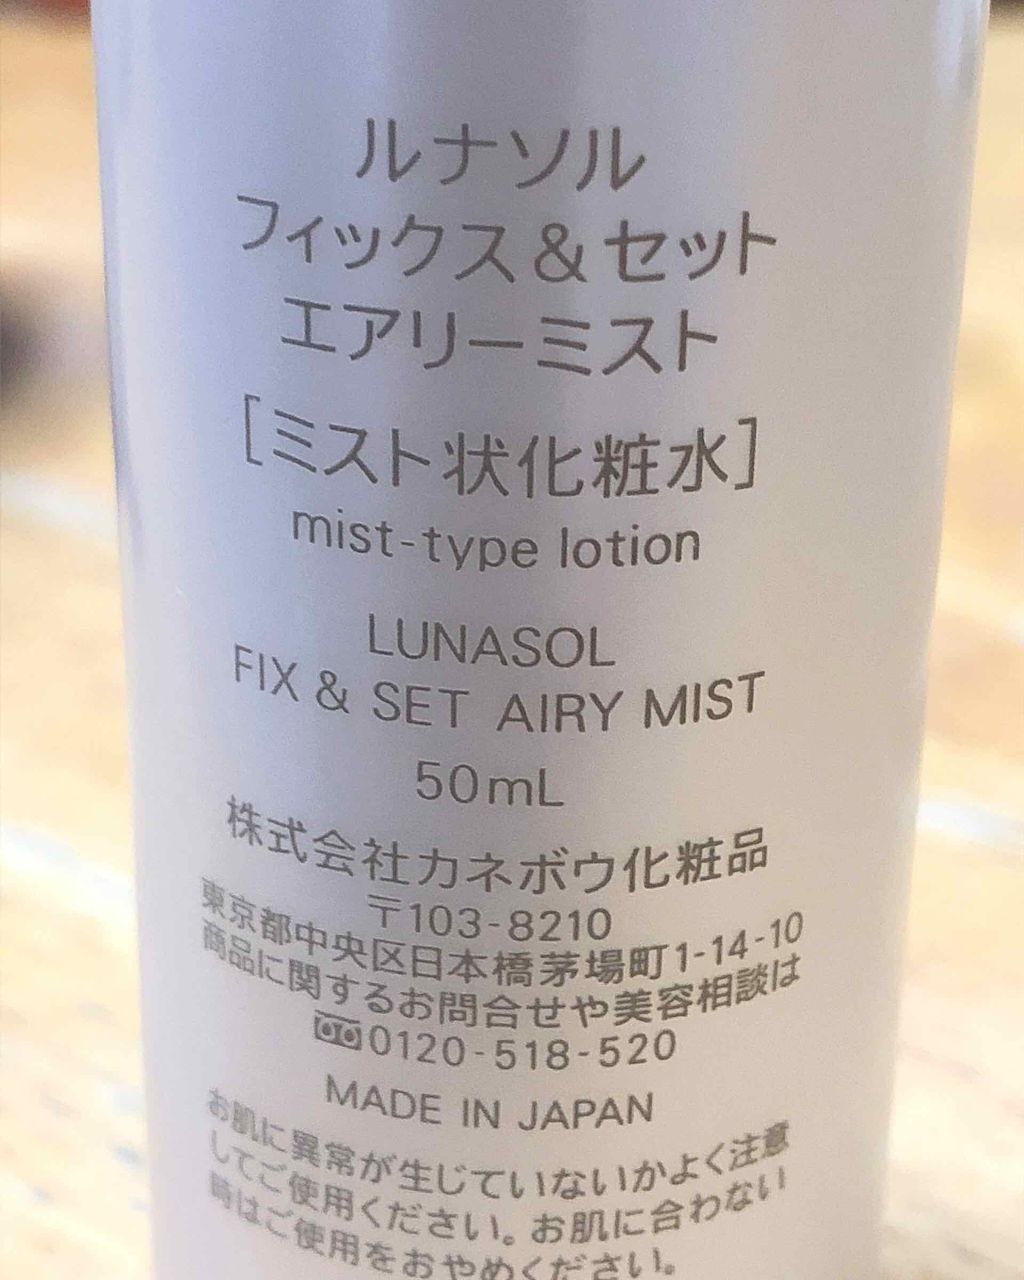 ルナソル
フィックス&セット
エアリーミスト
[ミスト状化粧水]
mist-type lotion
LUNASOL
FIX & SET AIRY MIST
50mL
株式会社カネボウ化粧品
〒103-8210
東京都中央区日本橋茅場町1-14-10
商品に関するお問合せや美容相談は
0120-518-520
MADE IN JAPAN
お肌に異常が生じていないかよく注意
してご使用ください。お肌に合わない
時はご使用をおやめください。